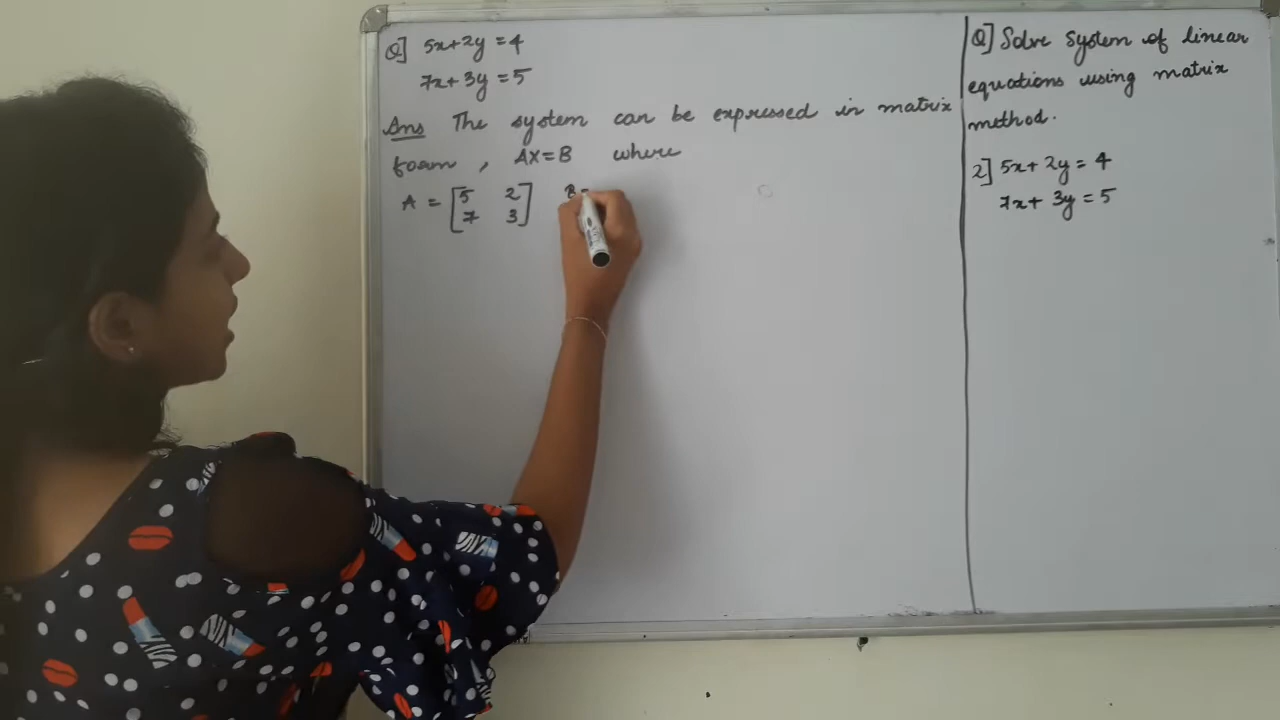 Q] 5x+2y=4
7x+3y=5
Ans The system can be expressed in matrix
form, AX=B where
A = [5 2
7 3] B=
Q] Solve system of linear
equations using matrix
method.
2] 5x+2y=4
7x+3y=5